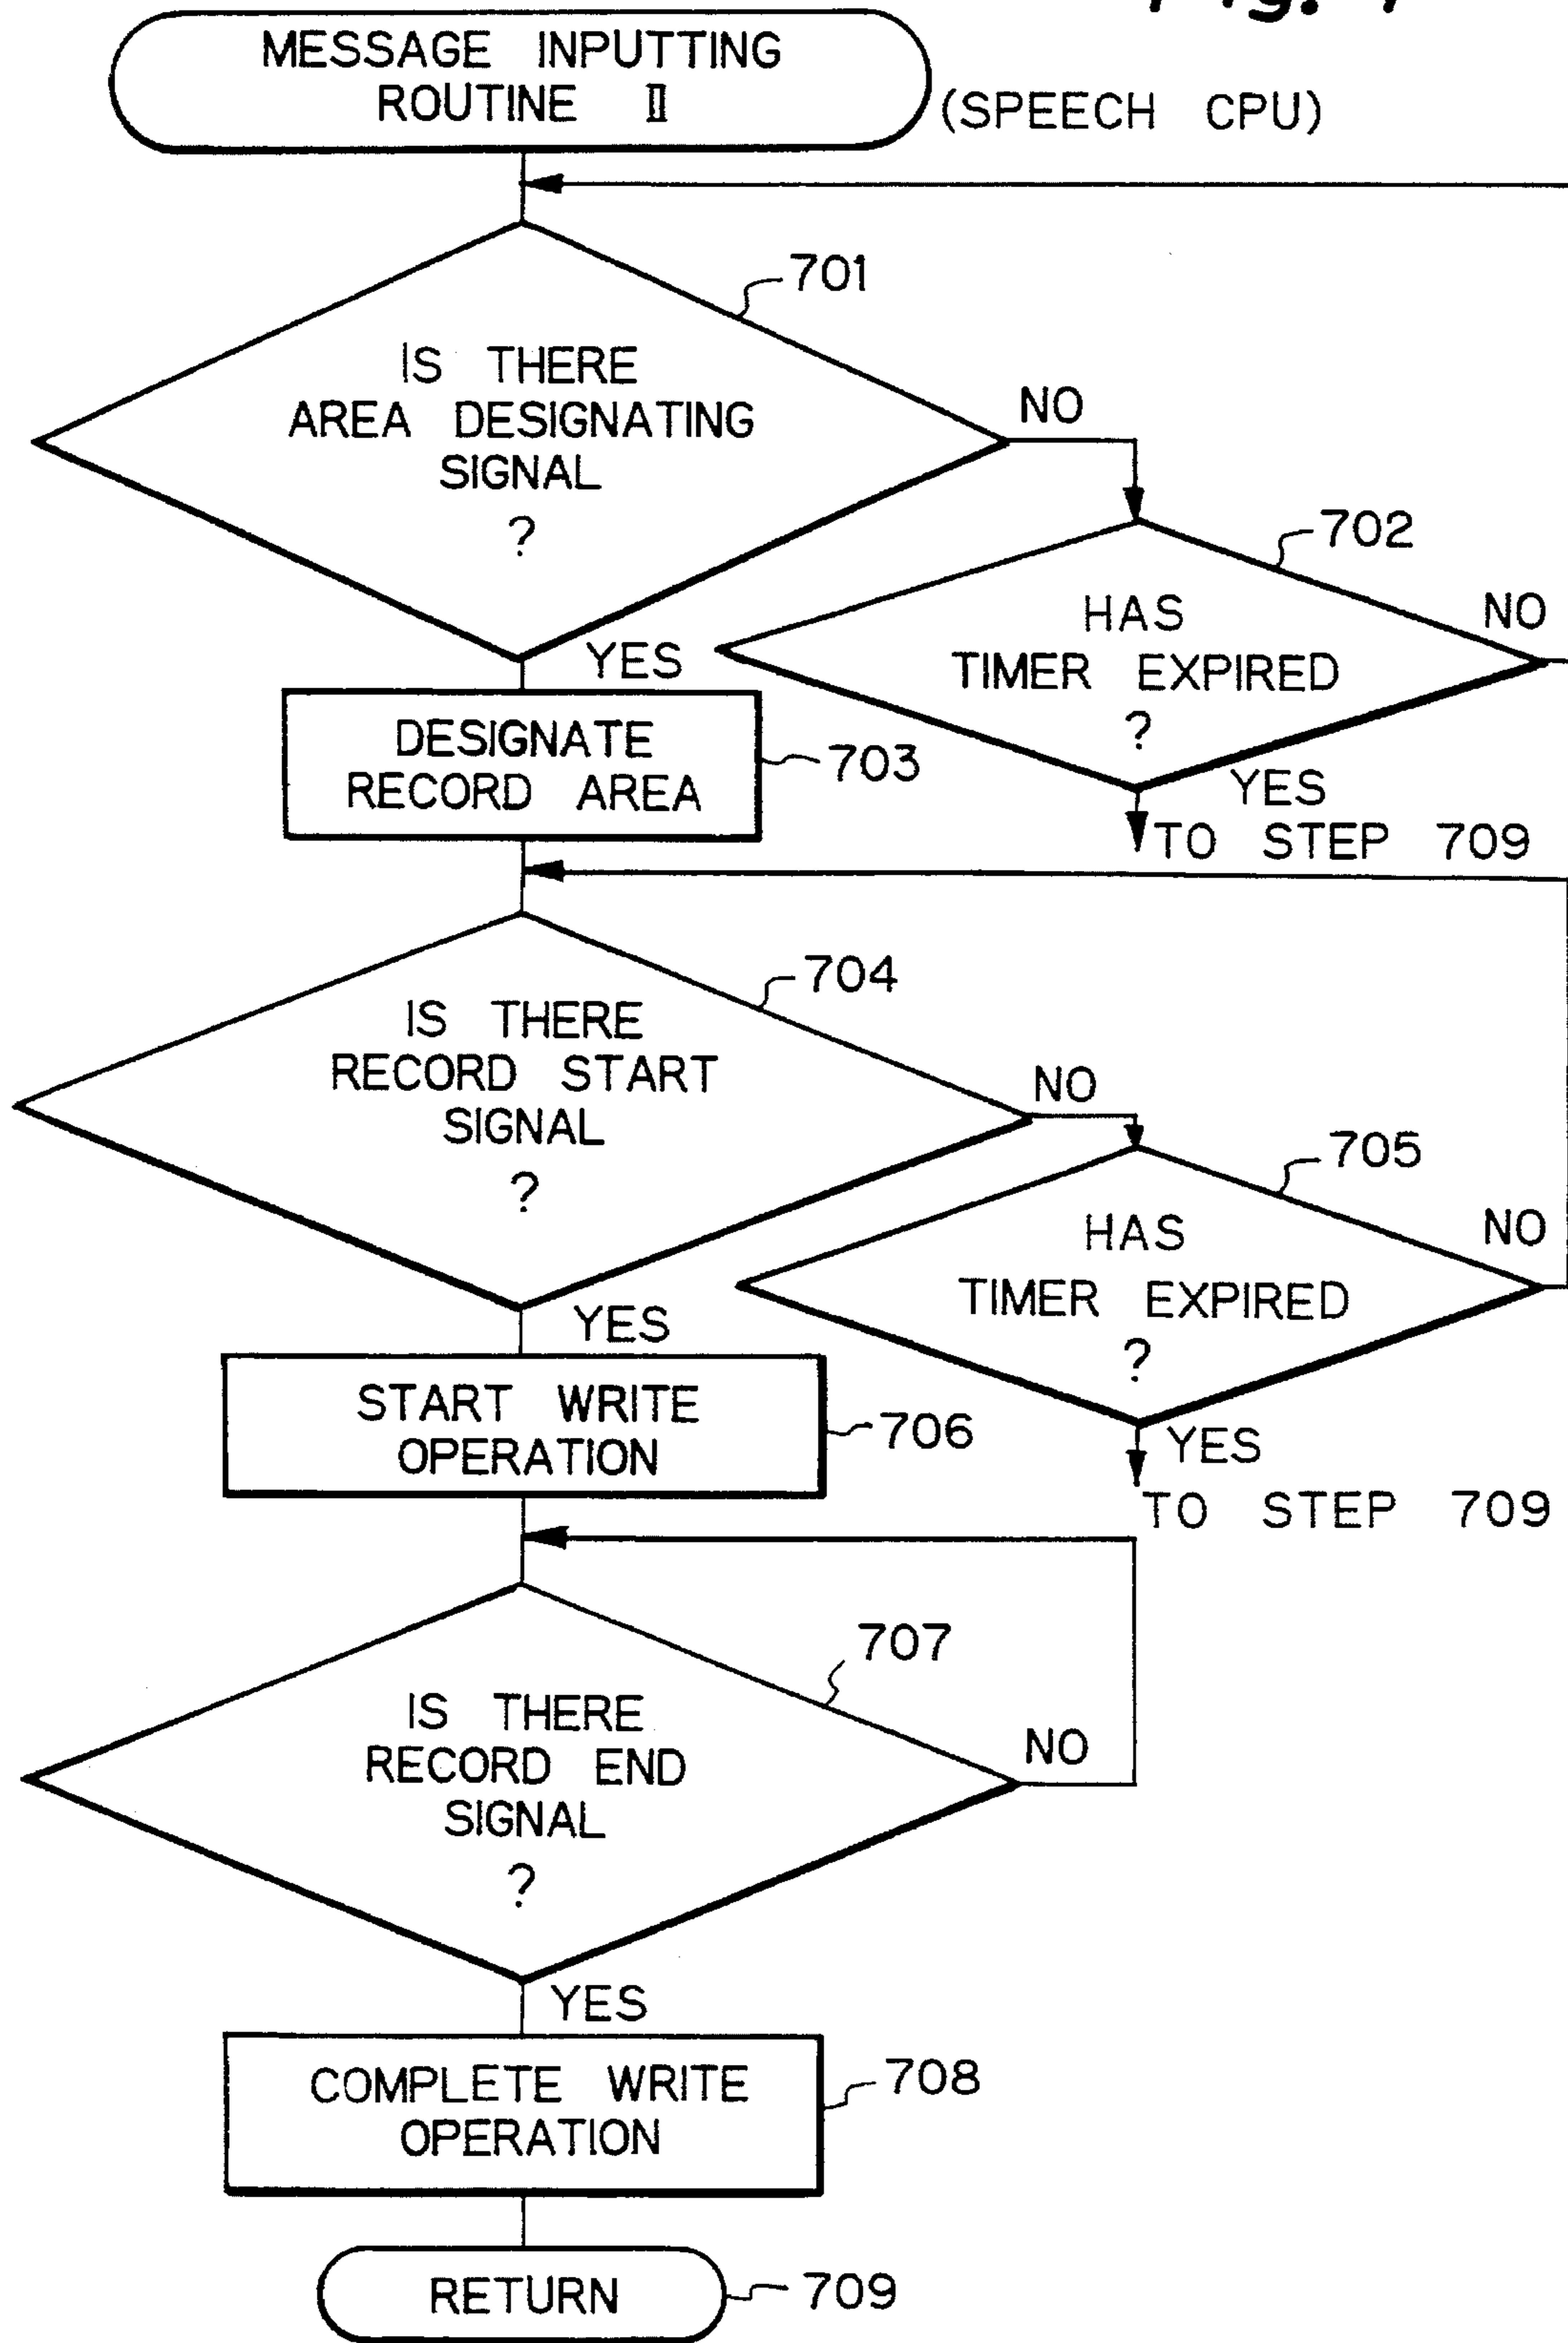 Fig. 7
MESSAGE INPUTTING
ROUTINE II
(SPEECH CPU)
701
IS THERE
AREA DESIGNATING
SIGNAL
?
NO
702
HAS
TIMER EXPIRED
?
NO
YES
YES
TO STEP 709
DESIGNATE
RECORD AREA
703
704
IS THERE
RECORD START
SIGNAL
?
NO
705
HAS
TIMER EXPIRED
?
NO
YES
YES
TO STEP 709
START WRITE
OPERATION
706
707
IS THERE
RECORD END
SIGNAL
?
NO
YES
COMPLETE WRITE
OPERATION
708
RETURN
709